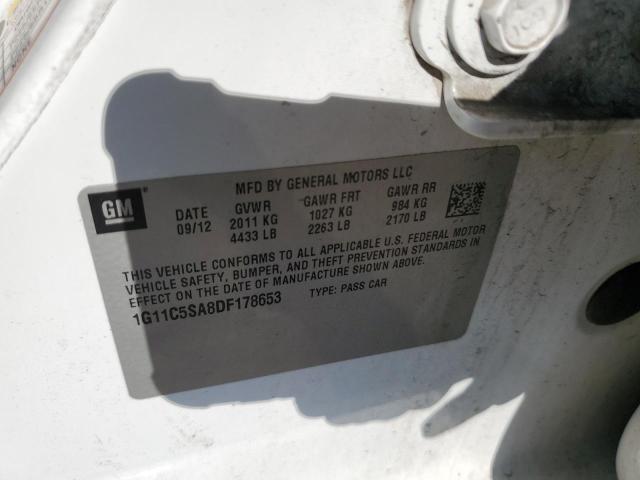 GM
MFD BY GENERAL MOTORS LLC
DATE GVWR GAWR FRT GAWR RR
09/12 2011 KG 1027 KG 984 KG
4433 LB 2263 LB 2170 LB
THIS VEHICLE CONFORMS TO ALL APPLICABLE U.S. FEDERAL MOTOR
VEHICLE SAFETY, BUMPER, AND THEFT PREVENTION STANDARDS IN
EFFECT ON THE DATE OF MANUFACTURE SHOWN ABOVE.
1G11C5SA8DF178653 TYPE: PASS CAR